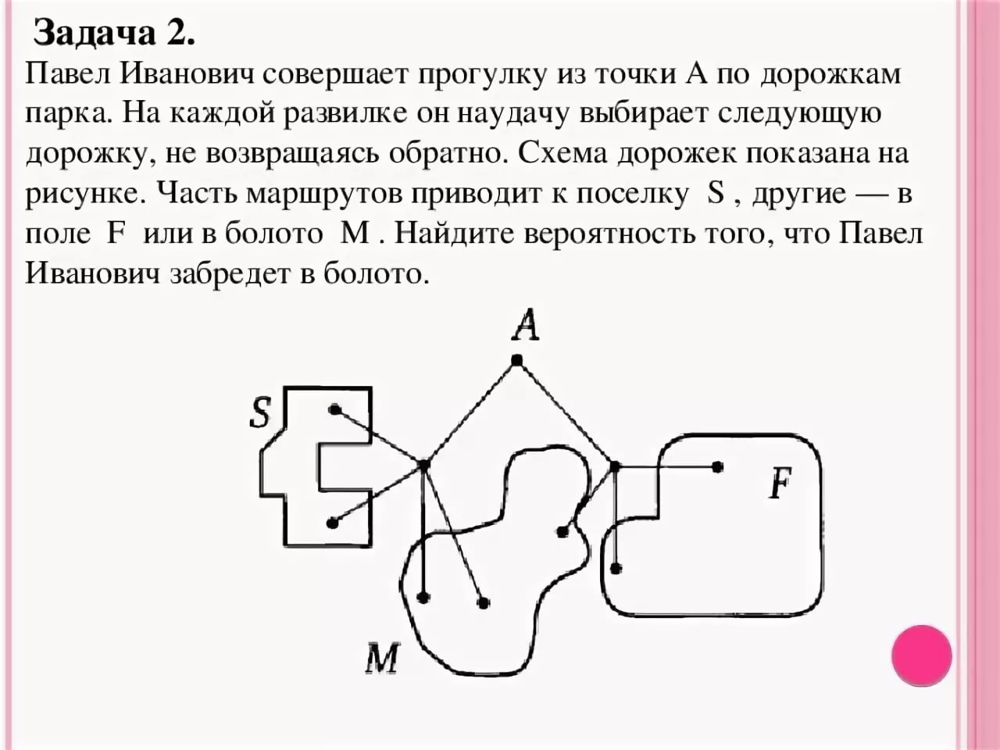 Задача 2.
Павел Иванович совершает прогулку из точки А по дорожкам
парка. На каждой развилке он наудачу выбирает следующую
дорожку, не возвращаясь обратно. Схема дорожек показана на
рисунке. Часть маршрутов приводит к поселку S , другие — в
поле F или в болото М . Найдите вероятность того, что Павел
Иванович забредет в болото.
A
S
F
M